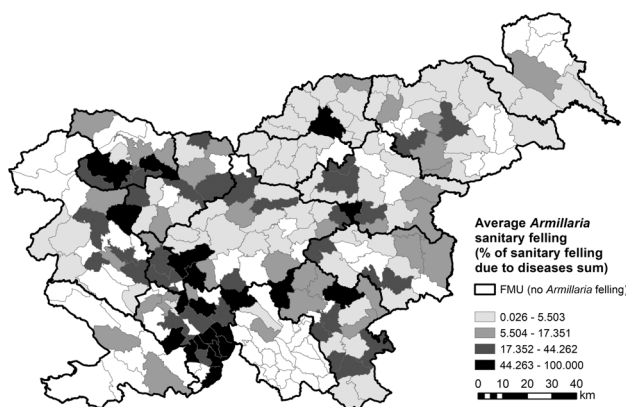 Average Armillaria
sanitary felling
(% of sanitary felling
due to diseases sum)
FMU (no Armillaria felling)
0.026 - 5.503
5.504 - 17.351
17.352 - 44.262
44.263 - 100.000
0 10 20 30 40
km